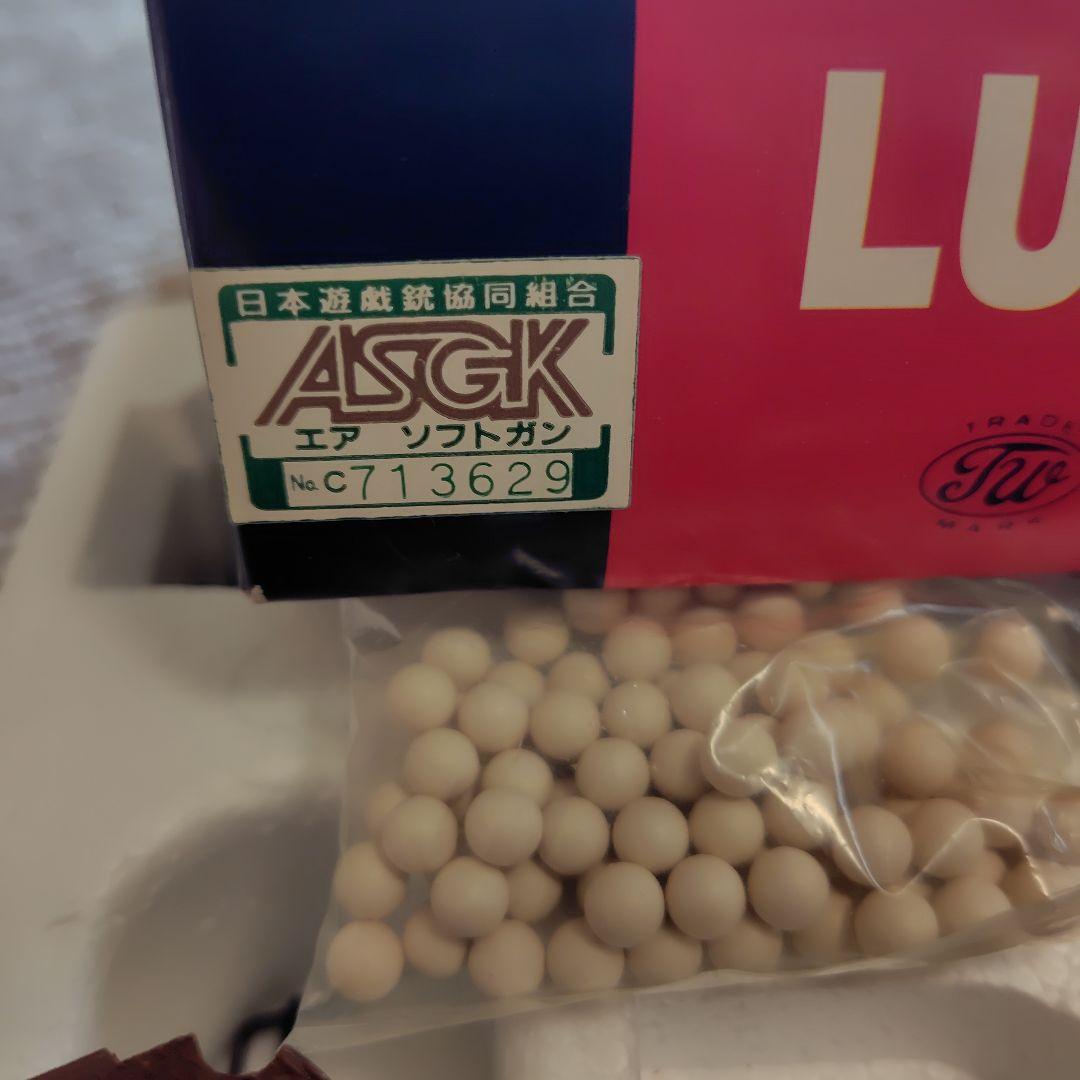 LU
日本遊戯銃協同組合
ASGK
エア ソフトガン
No. C713629
TRADE
TW
MARK